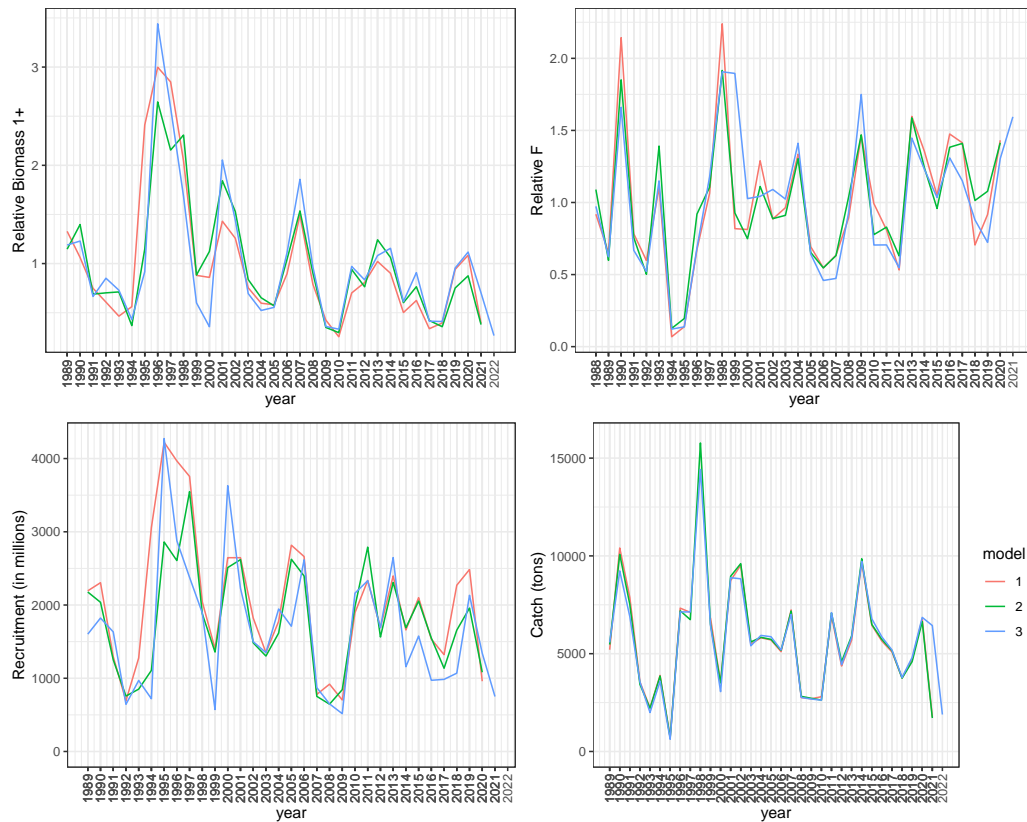 Relative Biomass 1+
3
2
1
1989 1990 1991 1992 1993 1994 1995 1996 1997 1998 1999 2000 2001 2002 2003 2004 2005 2006 2007 2008 2009 2010 2011 2012 2013 2014 2015 2016 2017 2018 2019 2020 2021 2022
year
Relative F
2.0
1.5
1.0
0.5
0.0
1988 1989 1990 1991 1992 1993 1994 1995 1996 1997 1998 1999 2000 2001 2002 2003 2004 2005 2006 2007 2008 2009 2010 2011 2012 2013 2014 2015 2016 2017 2018 2019 2020 2021
year
Recruitment (in millions)
4000
3000
2000
1000
0
1989 1990 1991 1992 1993 1994 1995 1996 1997 1998 1999 2000 2001 2002 2003 2004 2005 2006 2007 2008 2009 2010 2011 2012 2013 2014 2015 2016 2017 2018 2019 2020 2021 2022
year
Catch (tons)
15000
10000
5000
0
1989 1990 1991 1992 1993 1994 1995 1996 1997 1998 1999 2000 2001 2002 2003 2004 2005 2006 2007 2008 2009 2010 2011 2012 2013 2014 2015 2016 2017 2018 2019 2020 2021 2022
year
model
1
2
3